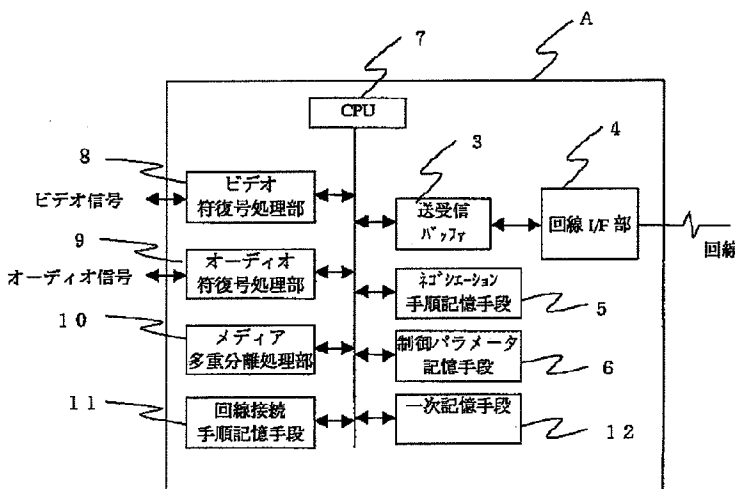 7
A
CPU
8
ビデオ
符復号処理部
ビデオ信号
3
送受信
バッファ
4
回線 I/F 部
回線
9
オーディオ
符復号処理部
オーディオ信号
ネゴシエーション
手順記憶手段
5
10
メディア
多重分離処理部
制御パラメータ
記憶手段
6
11
回線接続
手順記憶手段
一次記憶手段
12